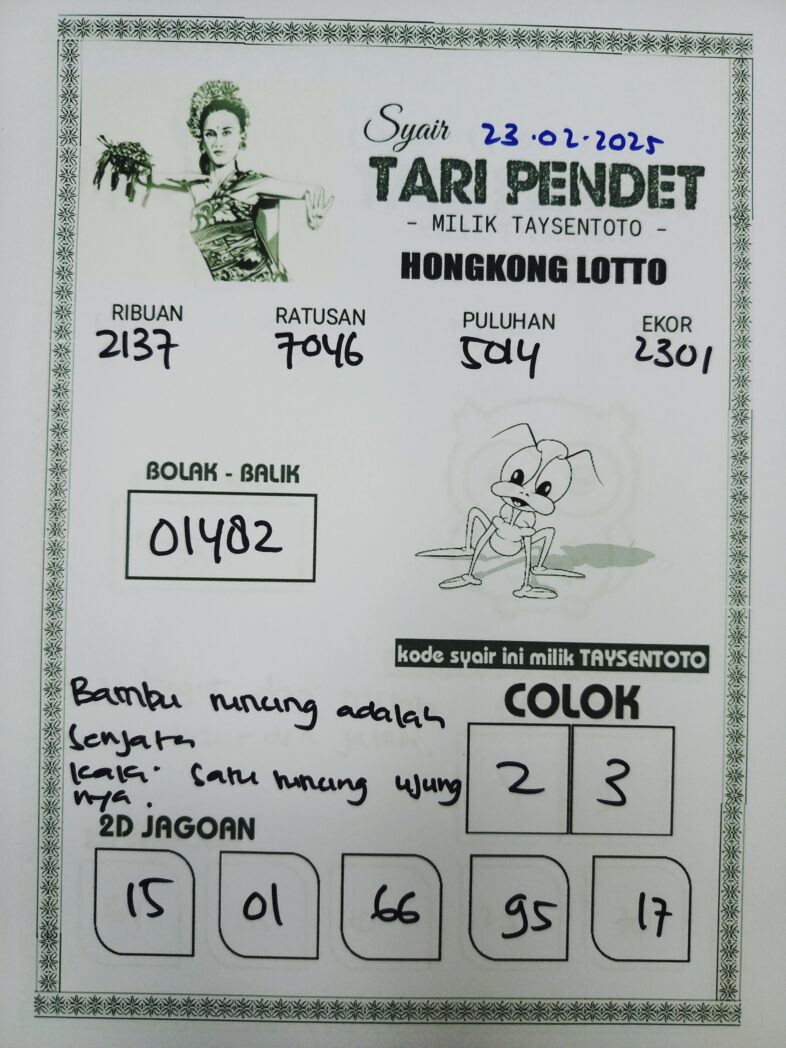 Syair 23.02.2025
TARI PENDET
- MILIK TAYSENTOTO -
HONGKONG LOTTO
RIBUAN RATUSAN PULUHAN EKOR
2137 7046 5014 2301
BOLAK - BALIK
01482
kode syair ini milik TAYSENTOTO
Bambu runcing adalah
Senjata
satu runcing ujung
nya.
COLOK
2 3
2D JAGOAN
15 01 66 95 17